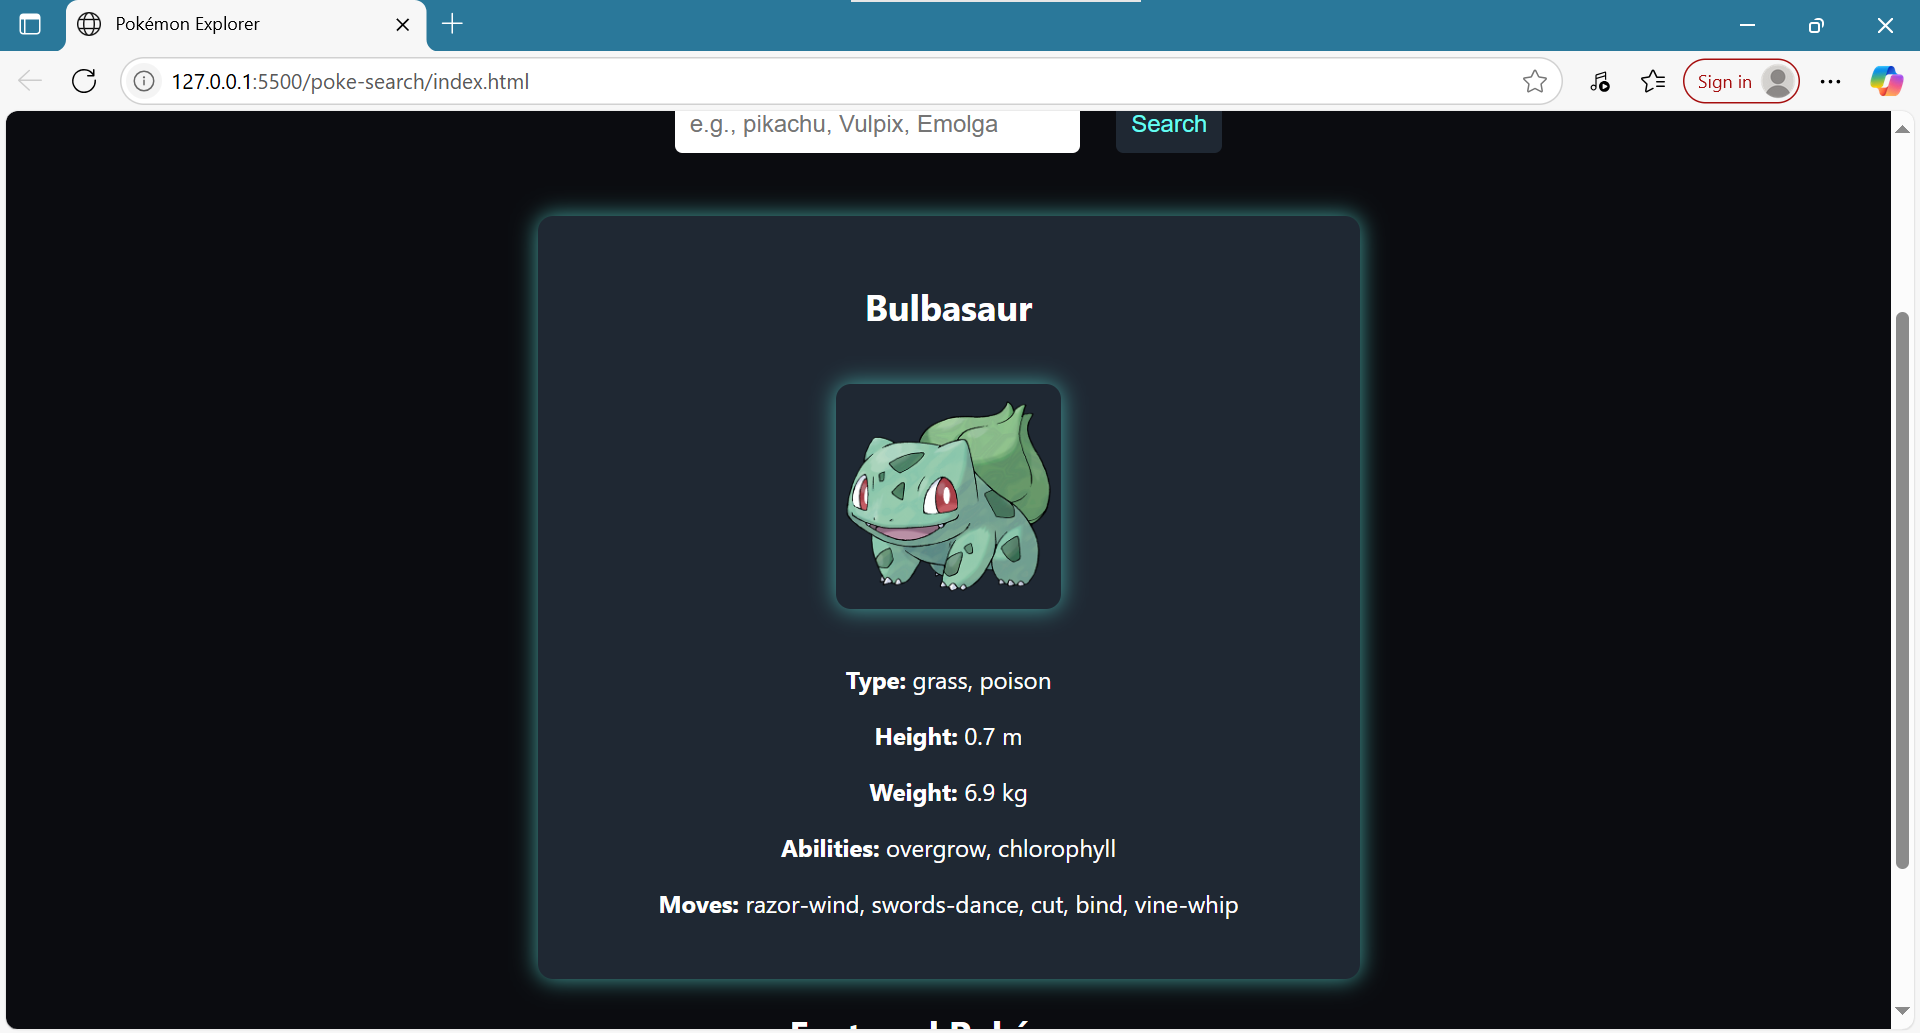 Pokémon Explorer
127.0.0.1:5500/poke-search/index.html
Sign in
e.g., pikachu, Vulpix, Emolga
Search
Bulbasaur
Type: grass, poison
Height: 0.7 m
Weight: 6.9 kg
Abilities: overgrow, chlorophyll
Moves: razor-wind, swords-dance, cut, bind, vine-whip